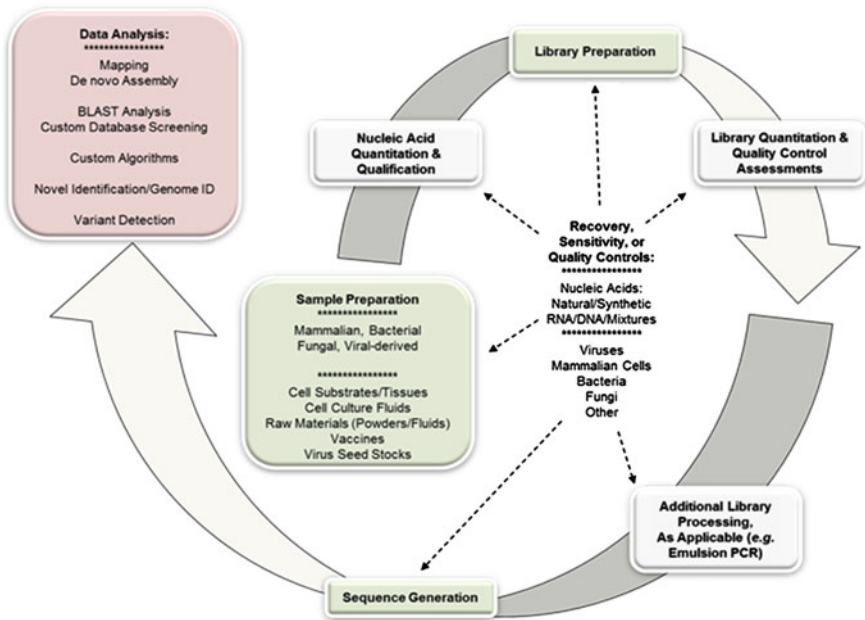 Data Analysis:
*****************
Mapping
De novo Assembly
BLAST Analysis
Custom Database Screening
Custom Algorithms
Novel Identification/Genome ID
Variant Detection
Library Preparation
Nucleic Acid
Quantitation &
Qualification
Library Quantitation &
Quality Control
Assessments
Recovery,
Sensitivity, or
Quality Controls:
*****************
Nucleic Acids:
Natural/Synthetic
RNA/DNA/Mixtures
*****************
Viruses
Mammalian Cells
Bacteria
Fungi
Other
Sample Preparation
*****************
Mammalian, Bacterial
Fungal, Viral-derived
*****************
Cell Substrates/Tissues
Cell Culture Fluids
Raw Materials (Powders/Fluids)
Vaccines
Virus Seed Stocks
Additional Library
Processing,
As Applicable (e.g.
Emulsion PCR)
Sequence Generation